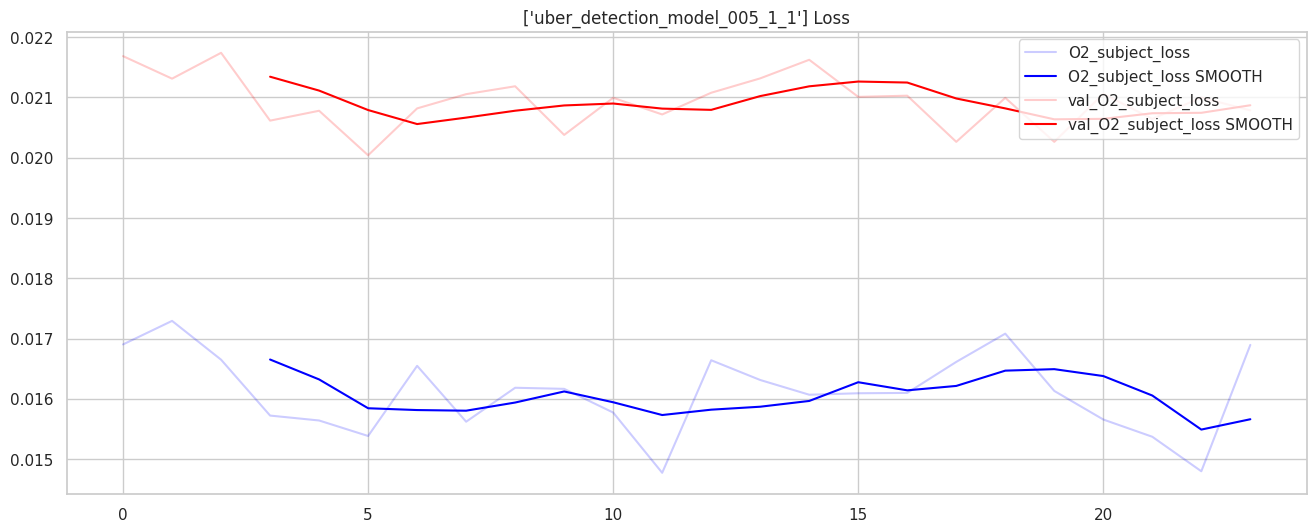 ['uber_detection_model_005_1_1'] Loss
0.022
0.021
0.020
0.019
0.018
0.017
0.016
0.015
O2_subject_loss
O2_subject_loss SMOOTH
val_O2_subject_loss
val_O2_subject_loss SMOOTH
0 5 10 15 20